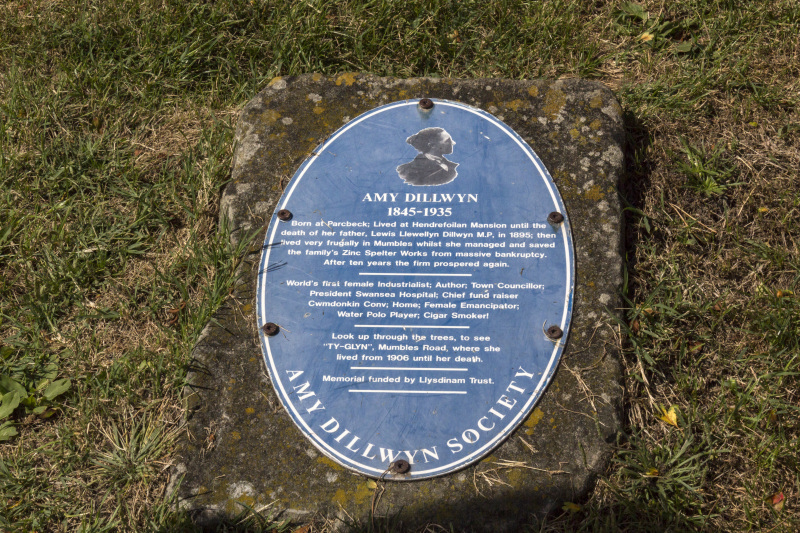 AMY DILLWYN
1845-1935
Born at Parcbeck; Lived at Hendrefoilan Mansion until the
death of her father, Lewis Llewellyn Dillwyn M.P. in 1895; then
lived very frugally in Mumbles whilst she managed and saved
the family's Zinc Spelter Works from massive bankruptcy.
After ten years the firm prospered again.
World's first female Industrialist; Author; Town Councillor;
President Swansea Hospital; Chief fund raiser
Cwmdonkin Conv; Home; Female Emancipator;
Water Polo Player; Cigar Smoker!
Look up through the trees, to see
"TY-GLYN", Mumbles Road, where she
lived from 1906 until her death.
Memorial funded by Llysdinam Trust.
AMY DILLWYN SOCIETY